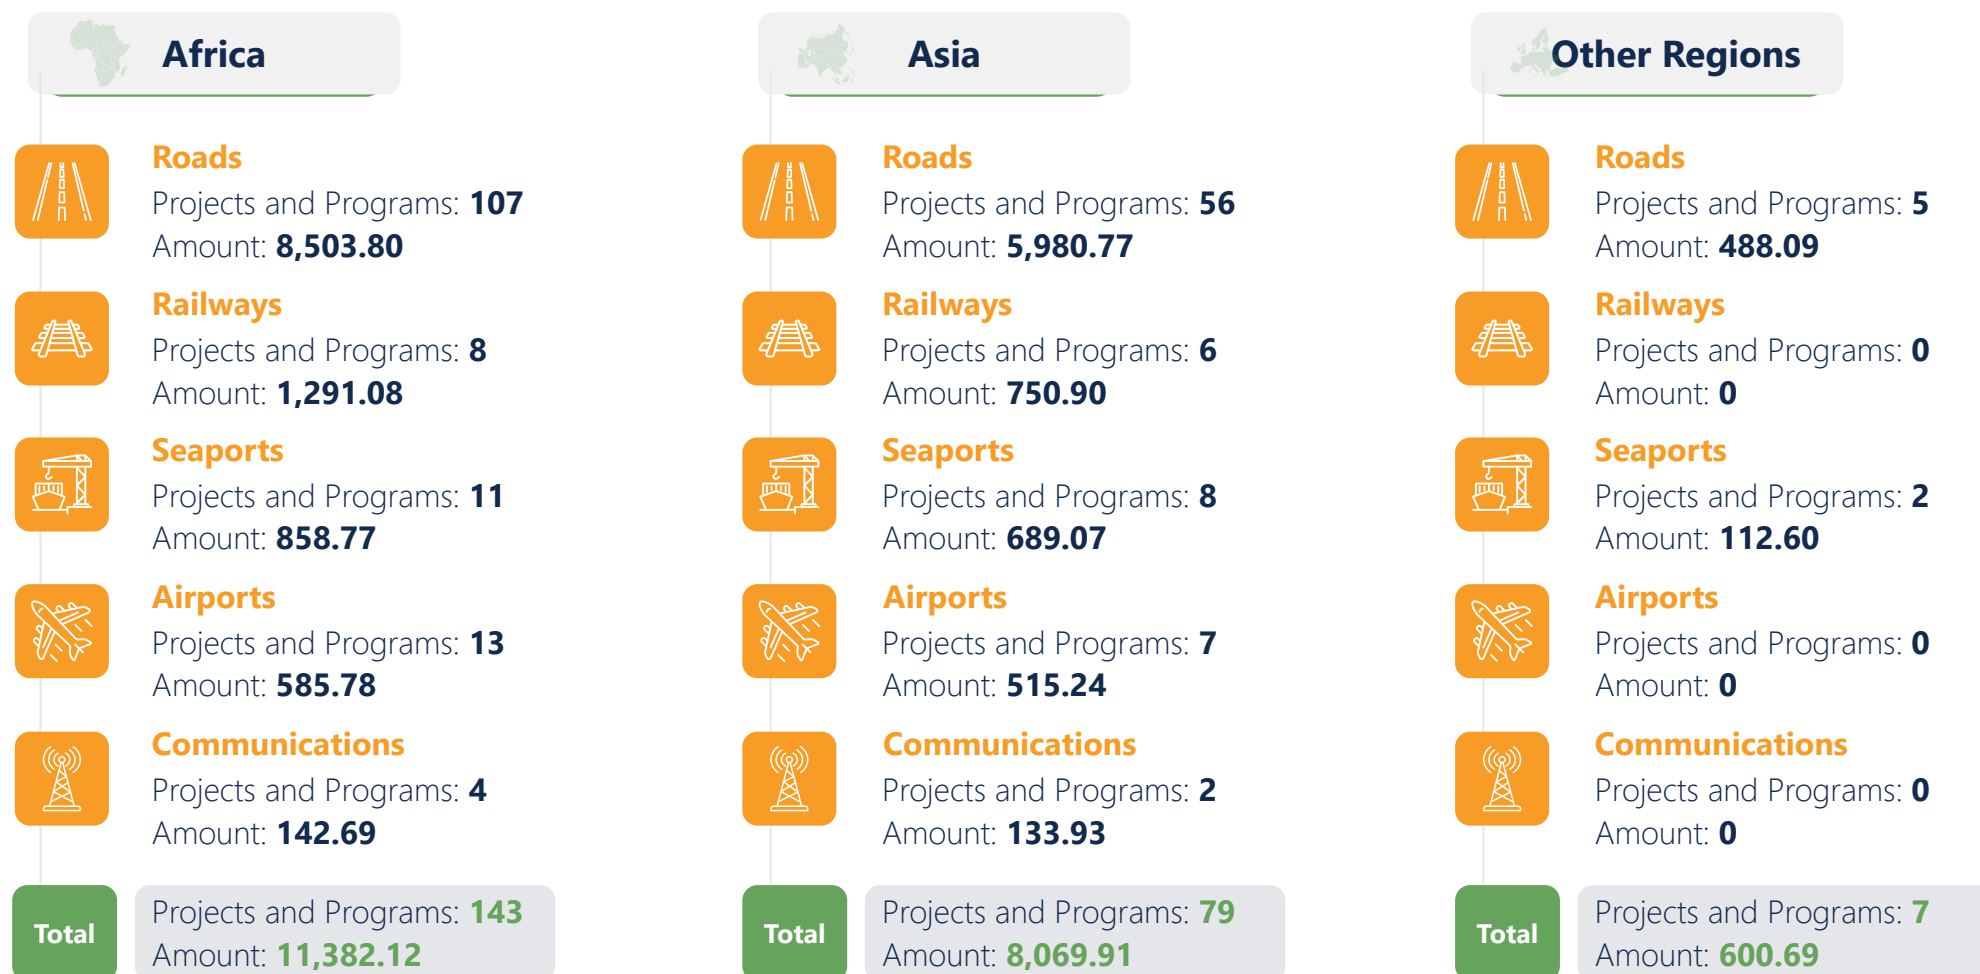 Africa
Roads
Projects and Programs: 107
Amount: 8,503.80
Railways
Projects and Programs: 8
Amount: 1,291.08
Seaports
Projects and Programs: 11
Amount: 858.77
Airports
Projects and Programs: 13
Amount: 585.78
Communications
Projects and Programs: 4
Amount: 142.69
Total
Projects and Programs: 143
Amount: 11,382.12
Asia
Roads
Projects and Programs: 56
Amount: 5,980.77
Railways
Projects and Programs: 6
Amount: 750.90
Seaports
Projects and Programs: 8
Amount: 689.07
Airports
Projects and Programs: 7
Amount: 515.24
Communications
Projects and Programs: 2
Amount: 133.93
Total
Projects and Programs: 79
Amount: 8,069.91
Other Regions
Roads
Projects and Programs: 5
Amount: 488.09
Railways
Projects and Programs: 0
Amount: 0
Seaports
Projects and Programs: 2
Amount: 112.60
Airports
Projects and Programs: 0
Amount: 0
Communications
Projects and Programs: 0
Amount: 0
Total
Projects and Programs: 7
Amount: 600.69